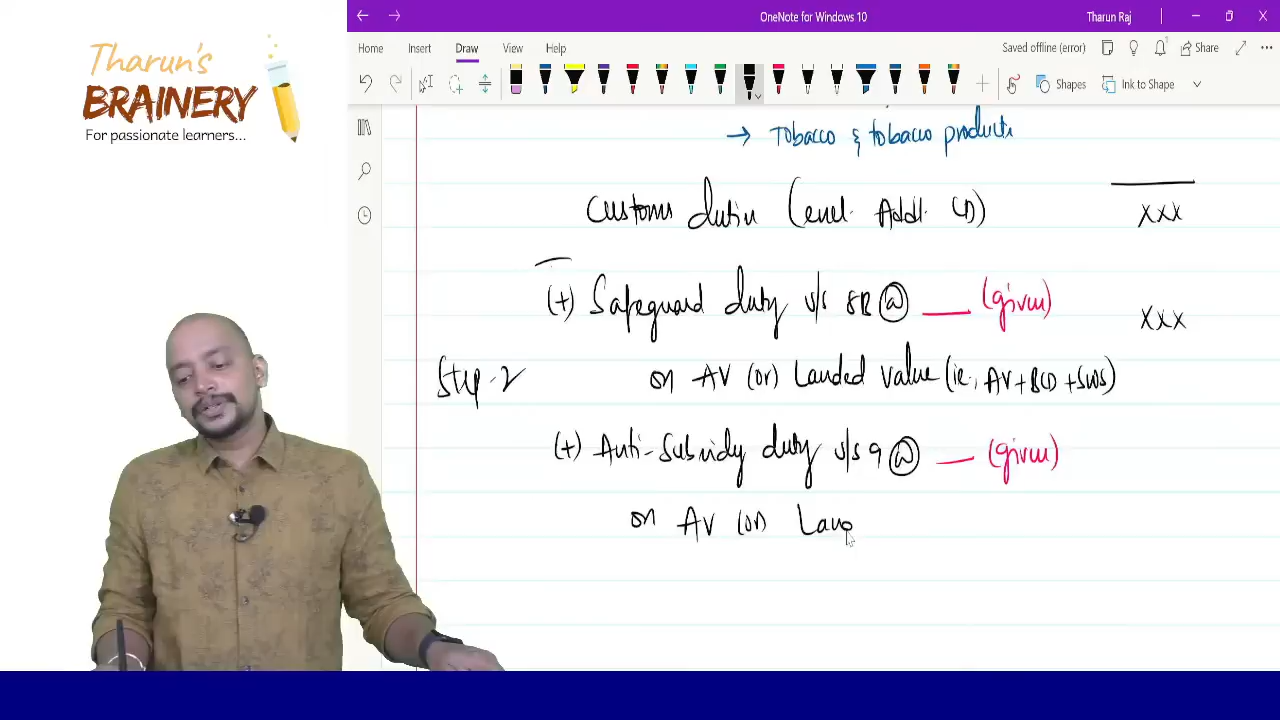 Tharun's
BRAINERY
For passionate learners...
OneNote for Windows 10
Tharun Raj
Home Insert Draw View Help
Saved offline (error)
Share
Shapes
Ink to Shape
→ Tobacco & tobacco products
Customs duties (excl. Addl. CD) xxx
(+) Safeguard duty u/s 8B @ __ (given) xxx
Step-2 on AV (or) Landed value (ie., AV+BCD+SWS)
(+) Anti-Subsidy duty u/s 9 @ __ (given)
on AV (or) Lan